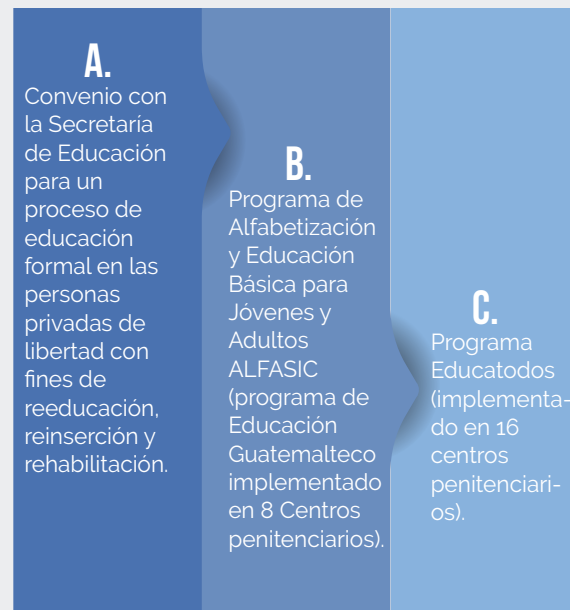 A.
Convenio con
la Secretaría
de Educación
para un
proceso de
educación
formal en las
personas
privadas de
libertad con
fines de
reeducación,
reinserción y
rehabilitación.
B.
Programa de
Alfabetización
y Educación
Básica para
Jóvenes y
Adultos
ALFASIC
(programa de
Educación
Guatemalteco
implementado
en 8 Centros
penitenciarios).
C.
Programa
Educatodos
(implementa-
do en 16
centros
penitenciari-
os).